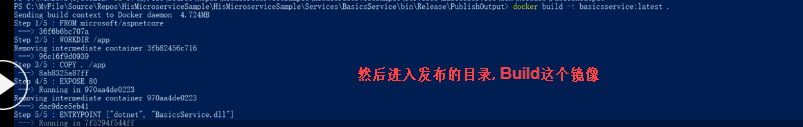 PS C:\MyFile\Source\Repos\HisMicroserviceSample\HisMicroserviceSample\Services\BasicsService\bin\Release\PublishOutput> docker build -t basicsservice:latest .
Sending build context to Docker daemon  4.724MB
Step 1/5 : FROM microsoft/aspnetcore
---> 36f6b6bc707a
Step 2/5 : WORKDIR /app
Removing intermediate container 3fb82456c716
---> 96c16f9d0939
Step 3/5 : COPY . /app
---> 8ab8325a87ff
Step 4/5 : EXPOSE 80
---> Running in 970aa4de0223
Removing intermediate container 970aa4de0223
---> dac9dce5eb41
Step 5/5 : ENTRYPOINT ["dotnet", "BasicsService.dll"]
---> Running in 7f5294f544ff
然后进入发布的目录, Build这个镜像